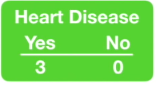 Heart Disease
Yes No
3 0